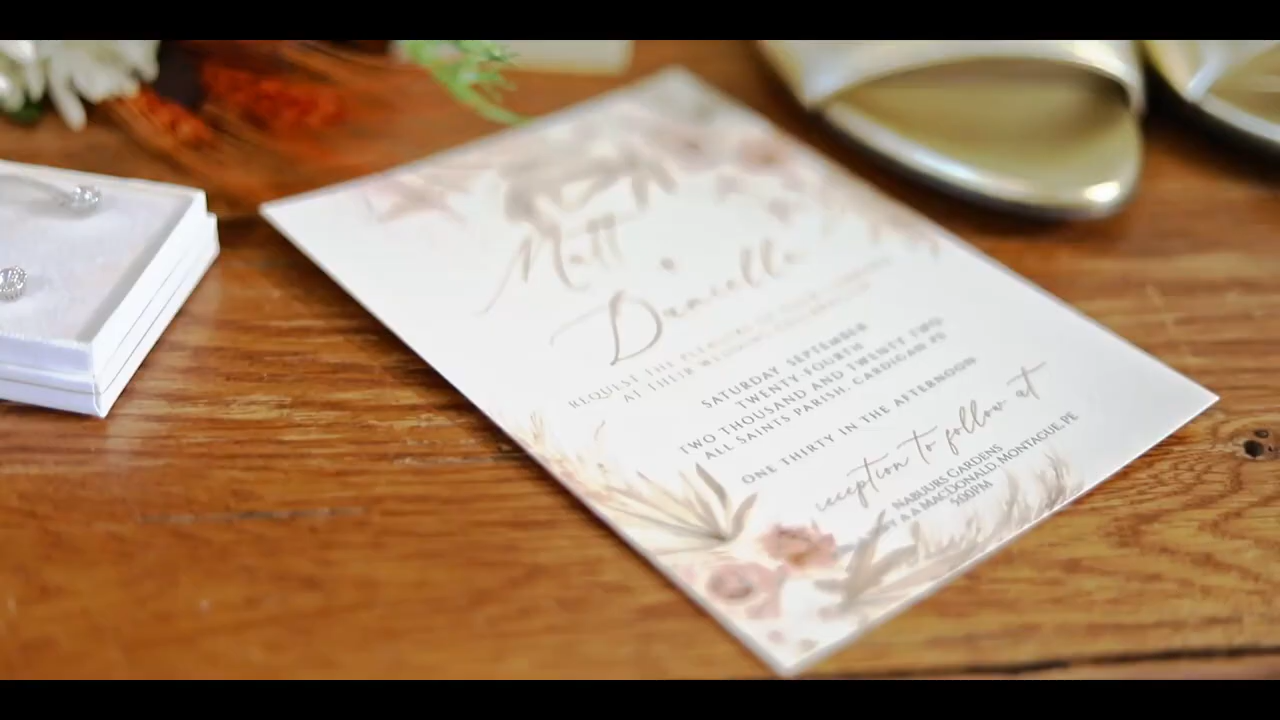 Matt
&
Danielle
REQUEST THE PLEASURE OF YOUR COMPANY
AT THEIR WEDDING CELEBRATION
SATURDAY SEPTEMBER
TWENTY-FOURTH
TWO THOUSAND AND TWENTY TWO
ALL SAINTS PARISH, CARDIGAN PE
ONE THIRTY IN THE AFTERNOON
reception to follow at
NABUURS GARDENS
A.A.MACDONALD, MONTAGUE, PE
5:00PM